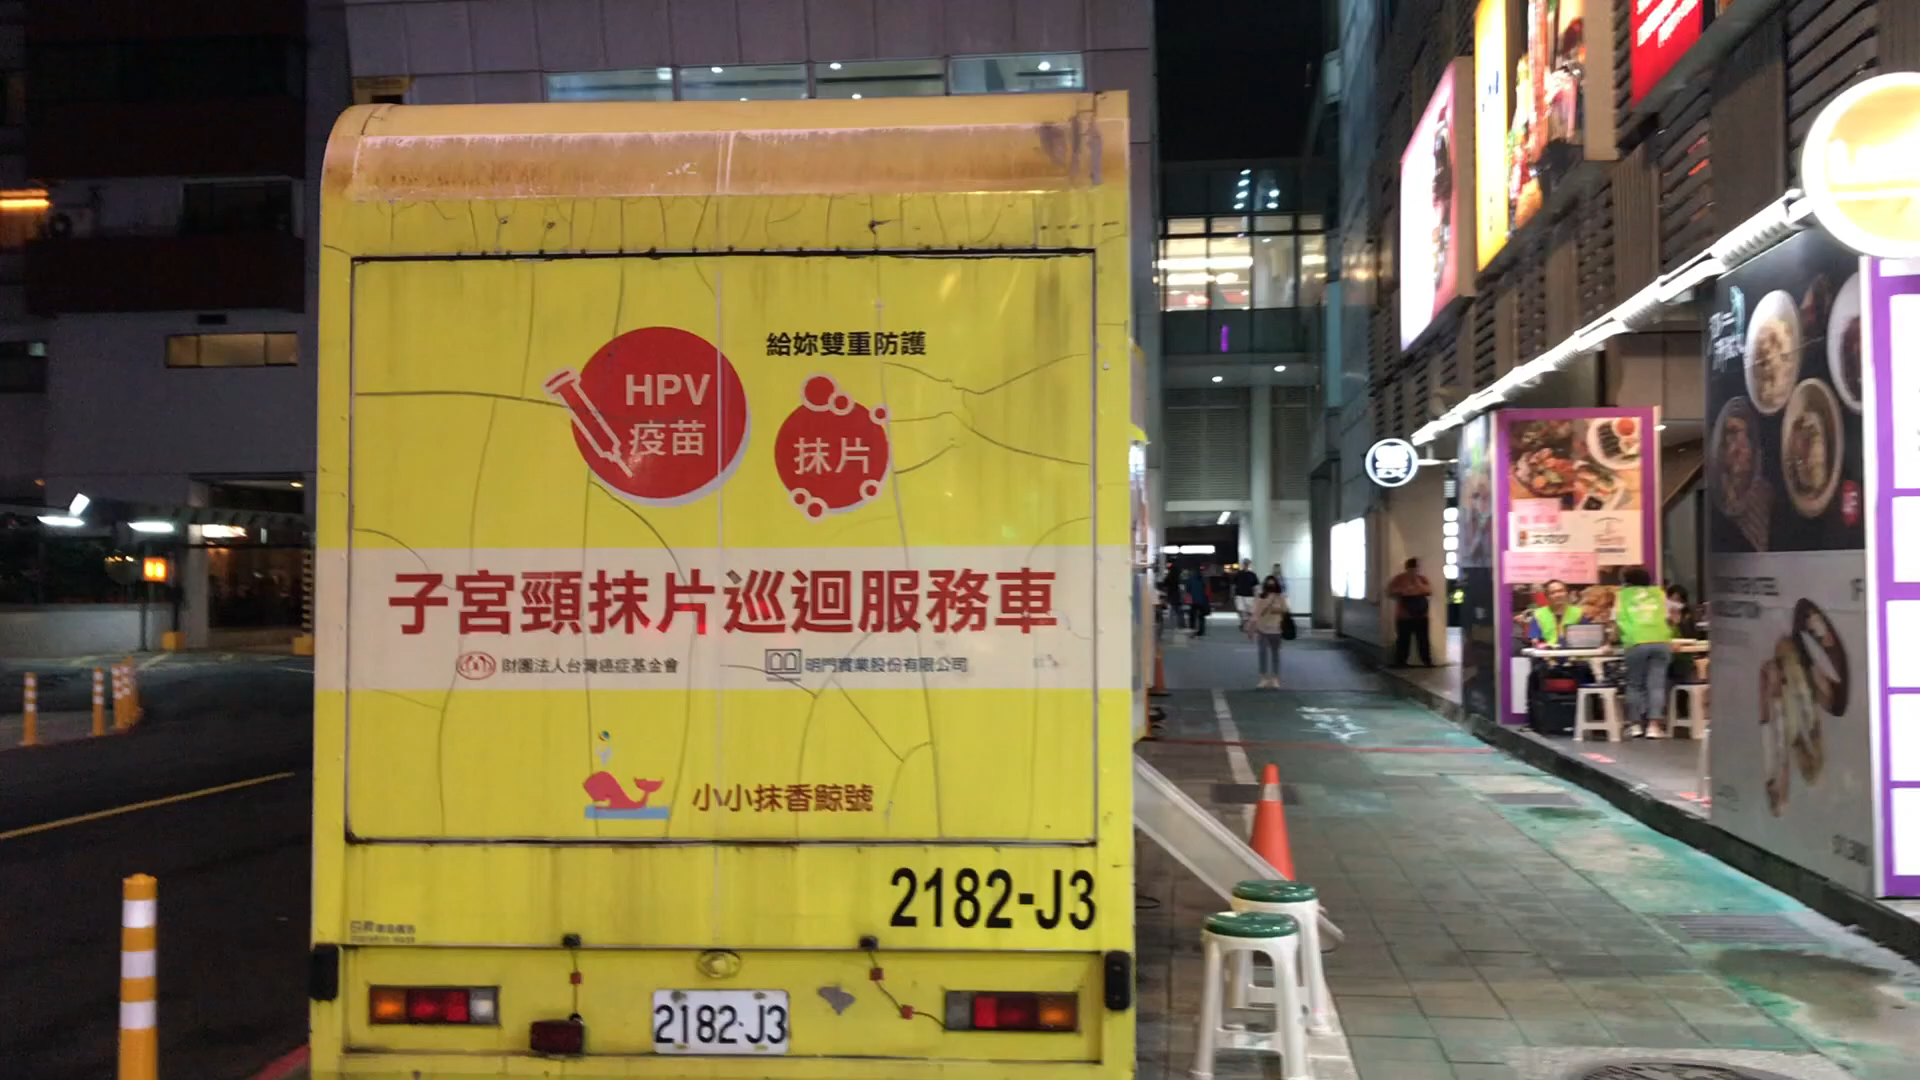 給妳雙重防護
HPV
疫苗
抹片
子宮頸抹片巡迴服務車
財團法人台灣癌症基金會
明門實業股份有限公司
小小抹香鯨號
2182-J3
2182-J3